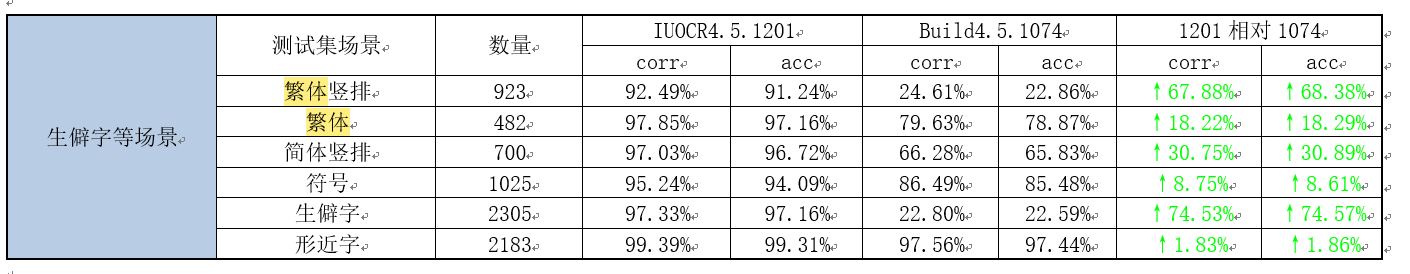 测试集场景 数量 IUOCR4.5.1201 Build4.5.1074 1201 相对 1074
corr acc corr acc corr acc
生僻字等场景
繁体竖排 923 92.49% 91.24% 24.61% 22.86% ↑67.88% ↑68.38%
繁体 482 97.85% 97.16% 79.63% 78.87% ↑18.22% ↑18.29%
简体竖排 700 97.03% 96.72% 66.28% 65.83% ↑30.75% ↑30.89%
符号 1025 95.24% 94.09% 86.49% 85.48% ↑8.75% ↑8.61%
生僻字 2305 97.33% 97.16% 22.80% 22.59% ↑74.53% ↑74.57%
形近字 2183 99.39% 99.31% 97.56% 97.44% ↑1.83% ↑1.86%